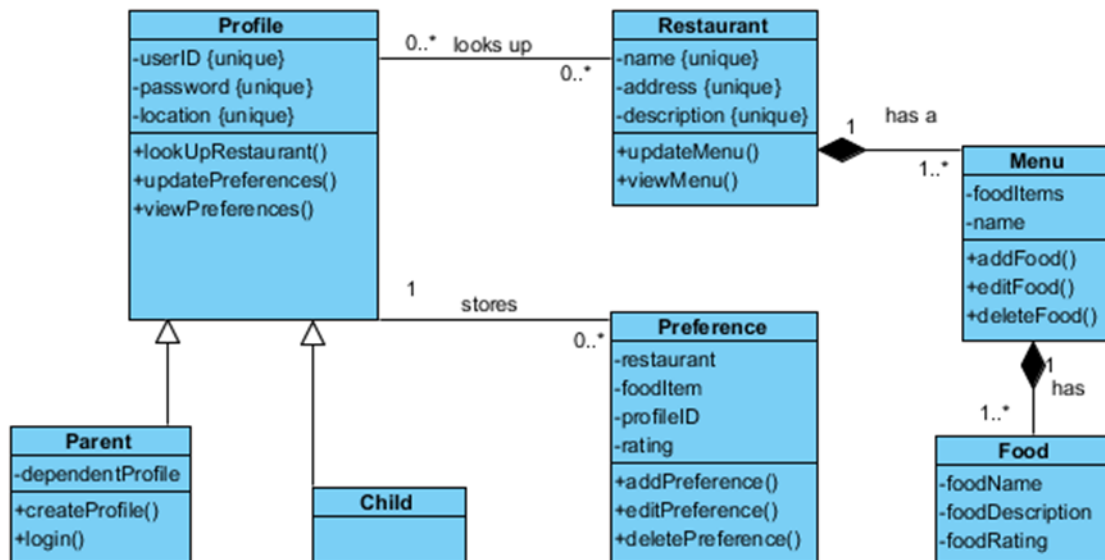 Profile
-userID {unique}
-password {unique}
-location {unique}
+lookUpRestaurant()
+updatePreferences()
+viewPreferences()
0..*
looks up
0..*
Restaurant
-name {unique}
-address {unique}
-description {unique}
+updateMenu()
+viewMenu()
1
has a
1..*
Menu
-foodItems
-name
+addFood()
+editFood()
+deleteFood()
1
stores
0..*
Preference
-restaurant
-foodItem
-profileID
-rating
+addPreference()
+editPreference()
+deletePreference()
1
has
1..*
Food
-foodName
-foodDescription
-foodRating
Parent
-dependentProfile
+createProfile()
+login()
Child